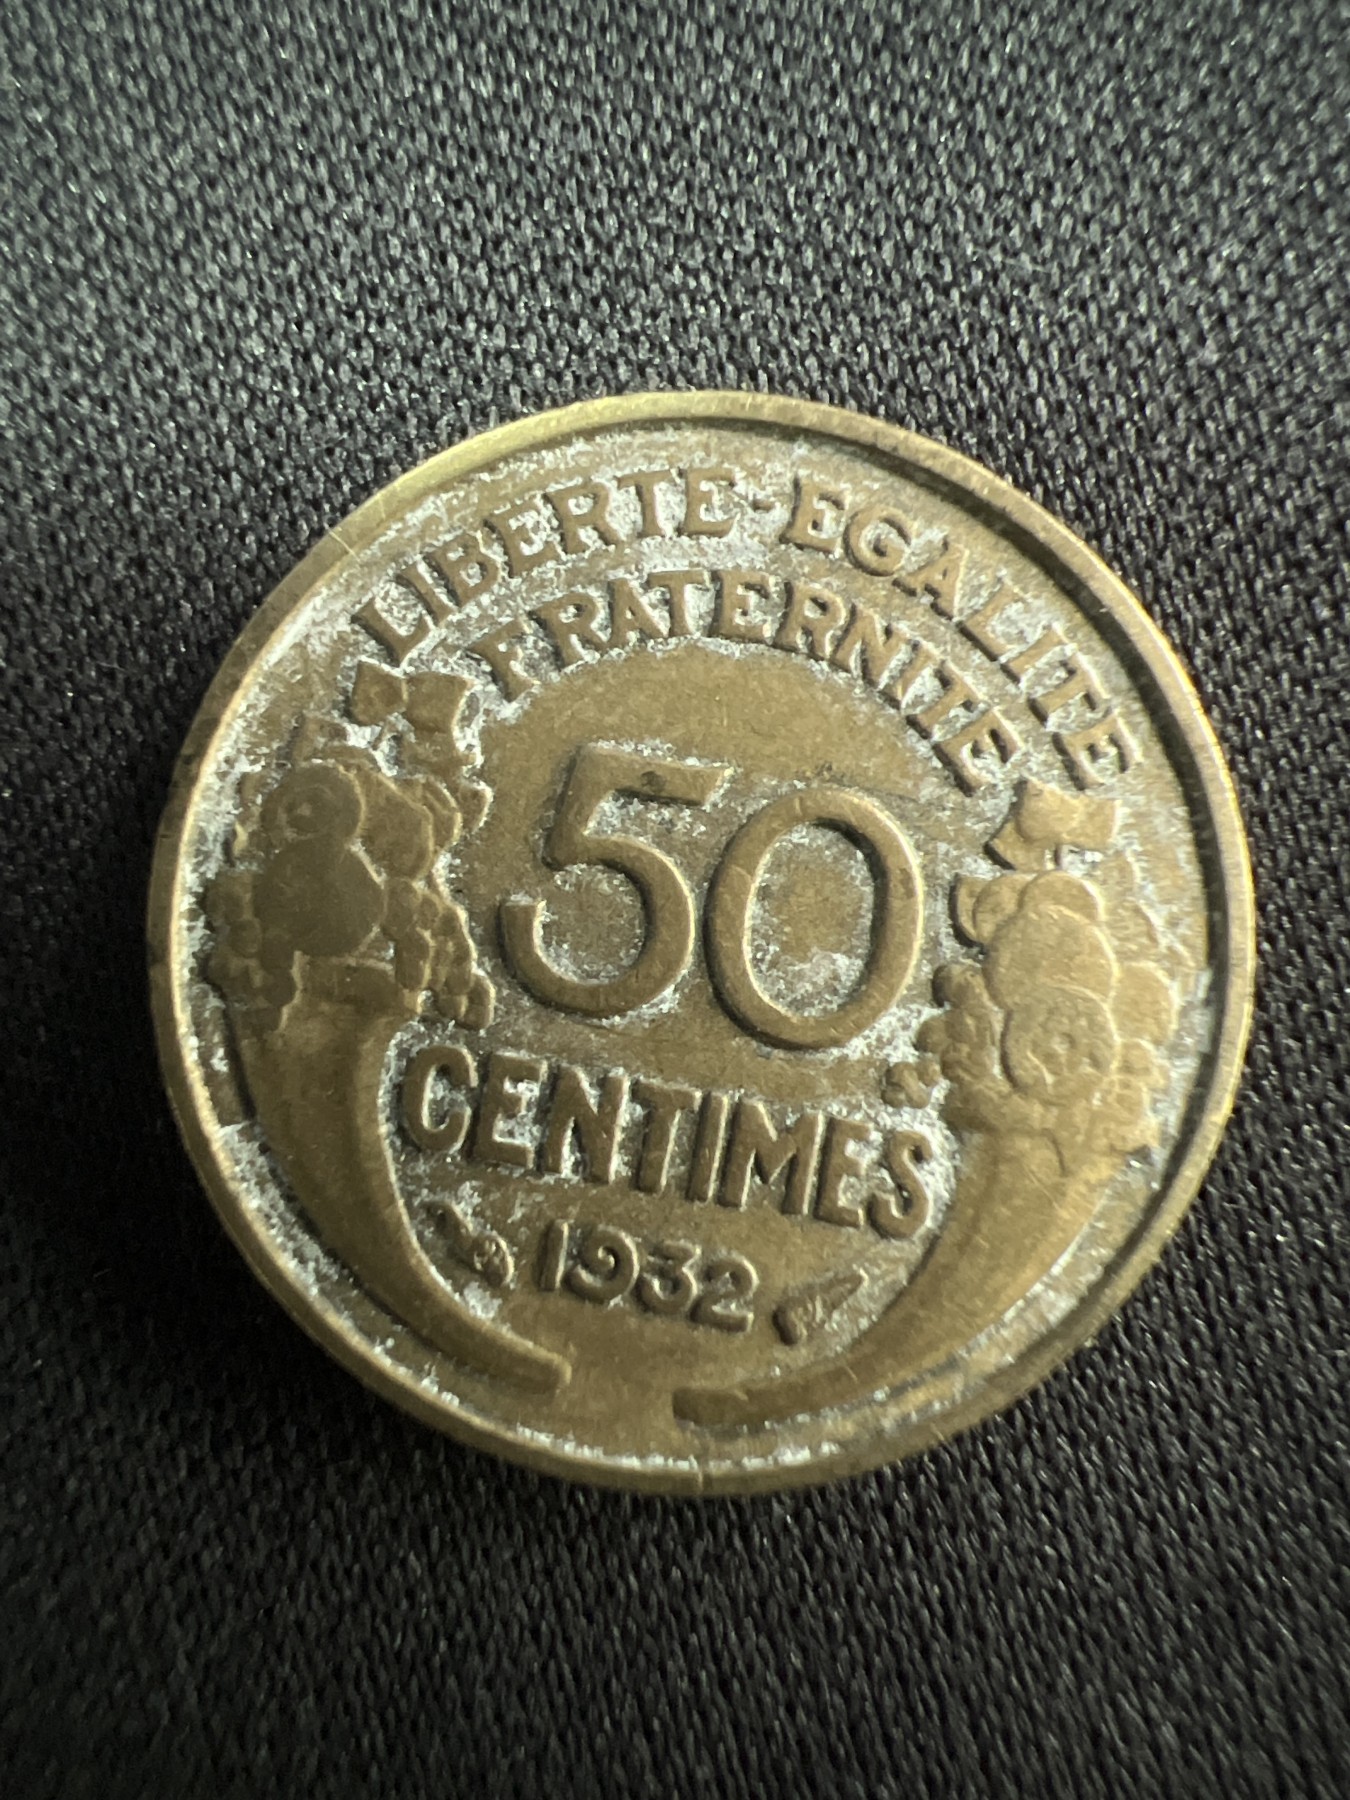 LIBERTE-EGALITE
FRATERNITE
50
CENTIMES
1932